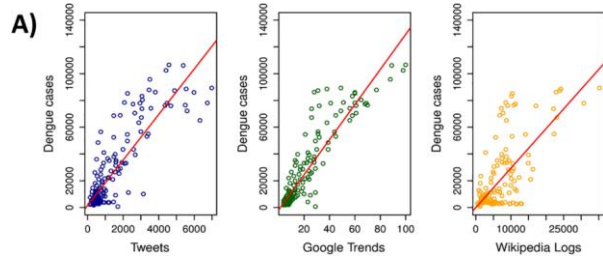 A)
Dengue cases
0 20000 60000 100000 140000
0 2000 4000 6000
Tweets
Dengue cases
0 20000 60000 100000 140000
20 40 60 80 100
Google Trends
Dengue cases
0 20000 60000 100000 140000
0 10000 25000
Wikipedia Logs